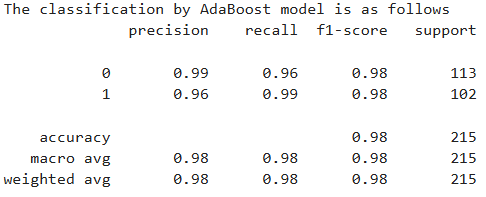 The classification by AdaBoost model is as follows
precision recall f1-score support
0 0.99 0.96 0.98 113
1 0.96 0.99 0.98 102
accuracy 0.98 215
macro avg 0.98 0.98 0.98 215
weighted avg 0.98 0.98 0.98 215